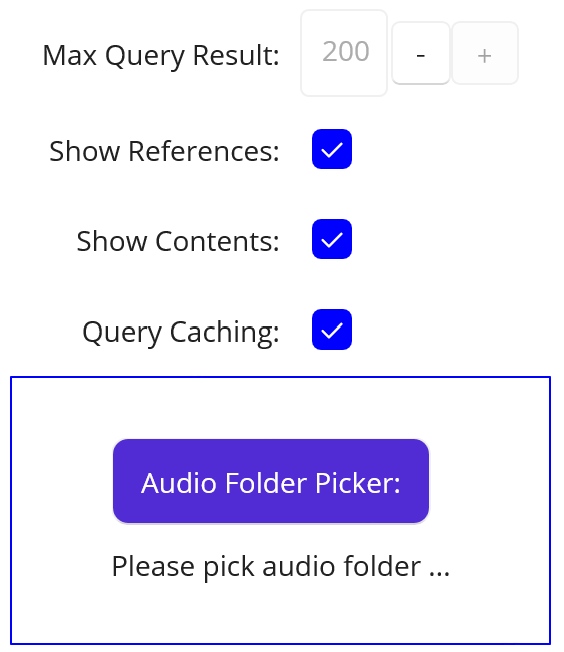 Max Query Result: 200 - +
Show References:
Show Contents:
Query Caching:
Audio Folder Picker:
Please pick audio folder ...